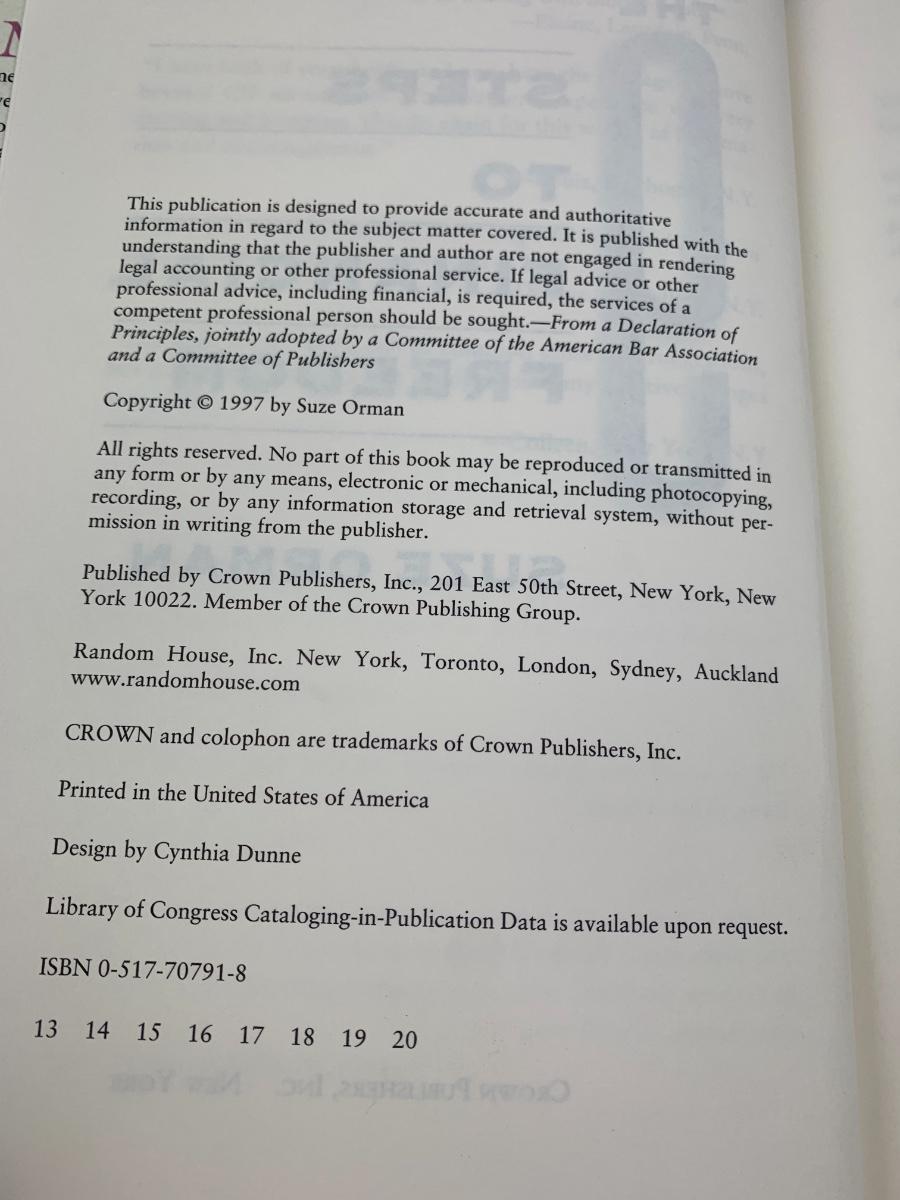 This publication is designed to provide accurate and authoritative
information in regard to the subject matter covered. It is published with the
understanding that the publisher and author are not engaged in rendering
legal accounting or other professional service. If legal advice or other
professional advice, including financial, is required, the services of a
competent professional person should be sought.—From a Declaration of
Principles, jointly adopted by a Committee of the American Bar Association
and a Committee of Publishers
Copyright © 1997 by Suze Orman
All rights reserved. No part of this book may be reproduced or transmitted in
any form or by any means, electronic or mechanical, including photocopying,
recording, or by any information storage and retrieval system, without per-
mission in writing from the publisher.
Published by Crown Publishers, Inc., 201 East 50th Street, New York, New
York 10022. Member of the Crown Publishing Group.
Random House, Inc. New York, Toronto, London, Sydney, Auckland
www.randomhouse.com
CROWN and colophon are trademarks of Crown Publishers, Inc.
Printed in the United States of America
Design by Cynthia Dunne
Library of Congress Cataloging-in-Publication Data is available upon request.
ISBN 0-517-70791-8
13 14 15 16 17 18 19 20